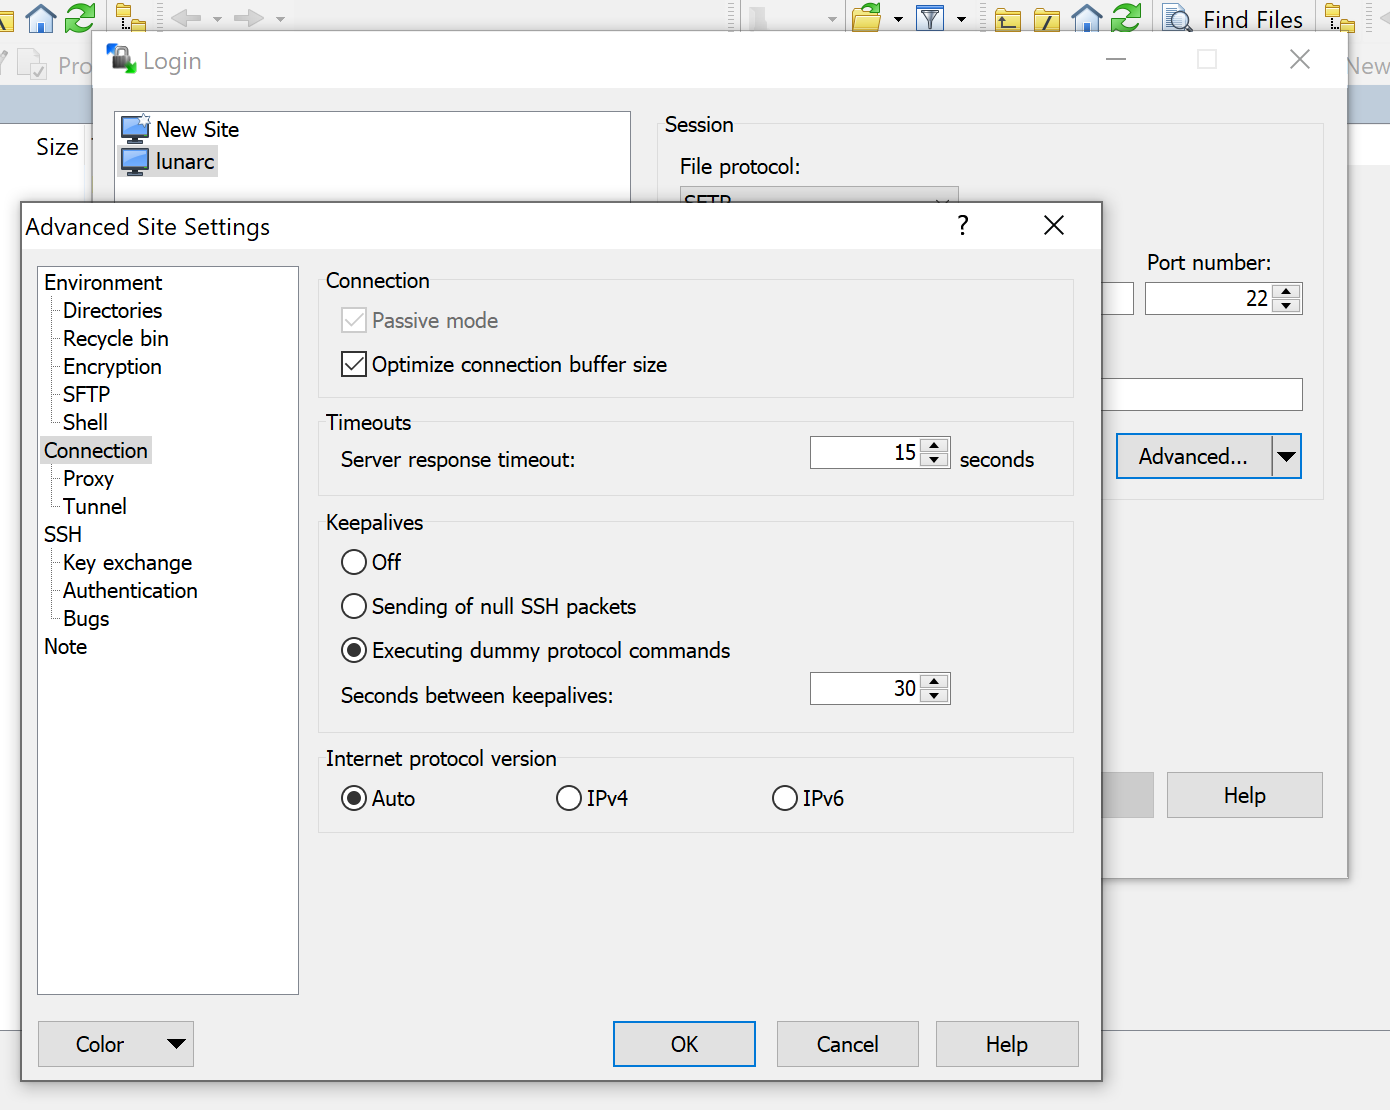 Find Files
Pro
Login
New
Size
New Site
lunarc
Session
File protocol:
SFTP
Port number:
22
Advanced...
Help
Advanced Site Settings
?
Environment
Directories
Recycle bin
Encryption
SFTP
Shell
Connection
Proxy
Tunnel
SSH
Key exchange
Authentication
Bugs
Note
Connection
Passive mode
Optimize connection buffer size
Timeouts
Server response timeout: 15 seconds
Keepalives
Off
Sending of null SSH packets
Executing dummy protocol commands
Seconds between keepalives: 30
Internet protocol version
Auto IPv4 IPv6
Color OK Cancel Help